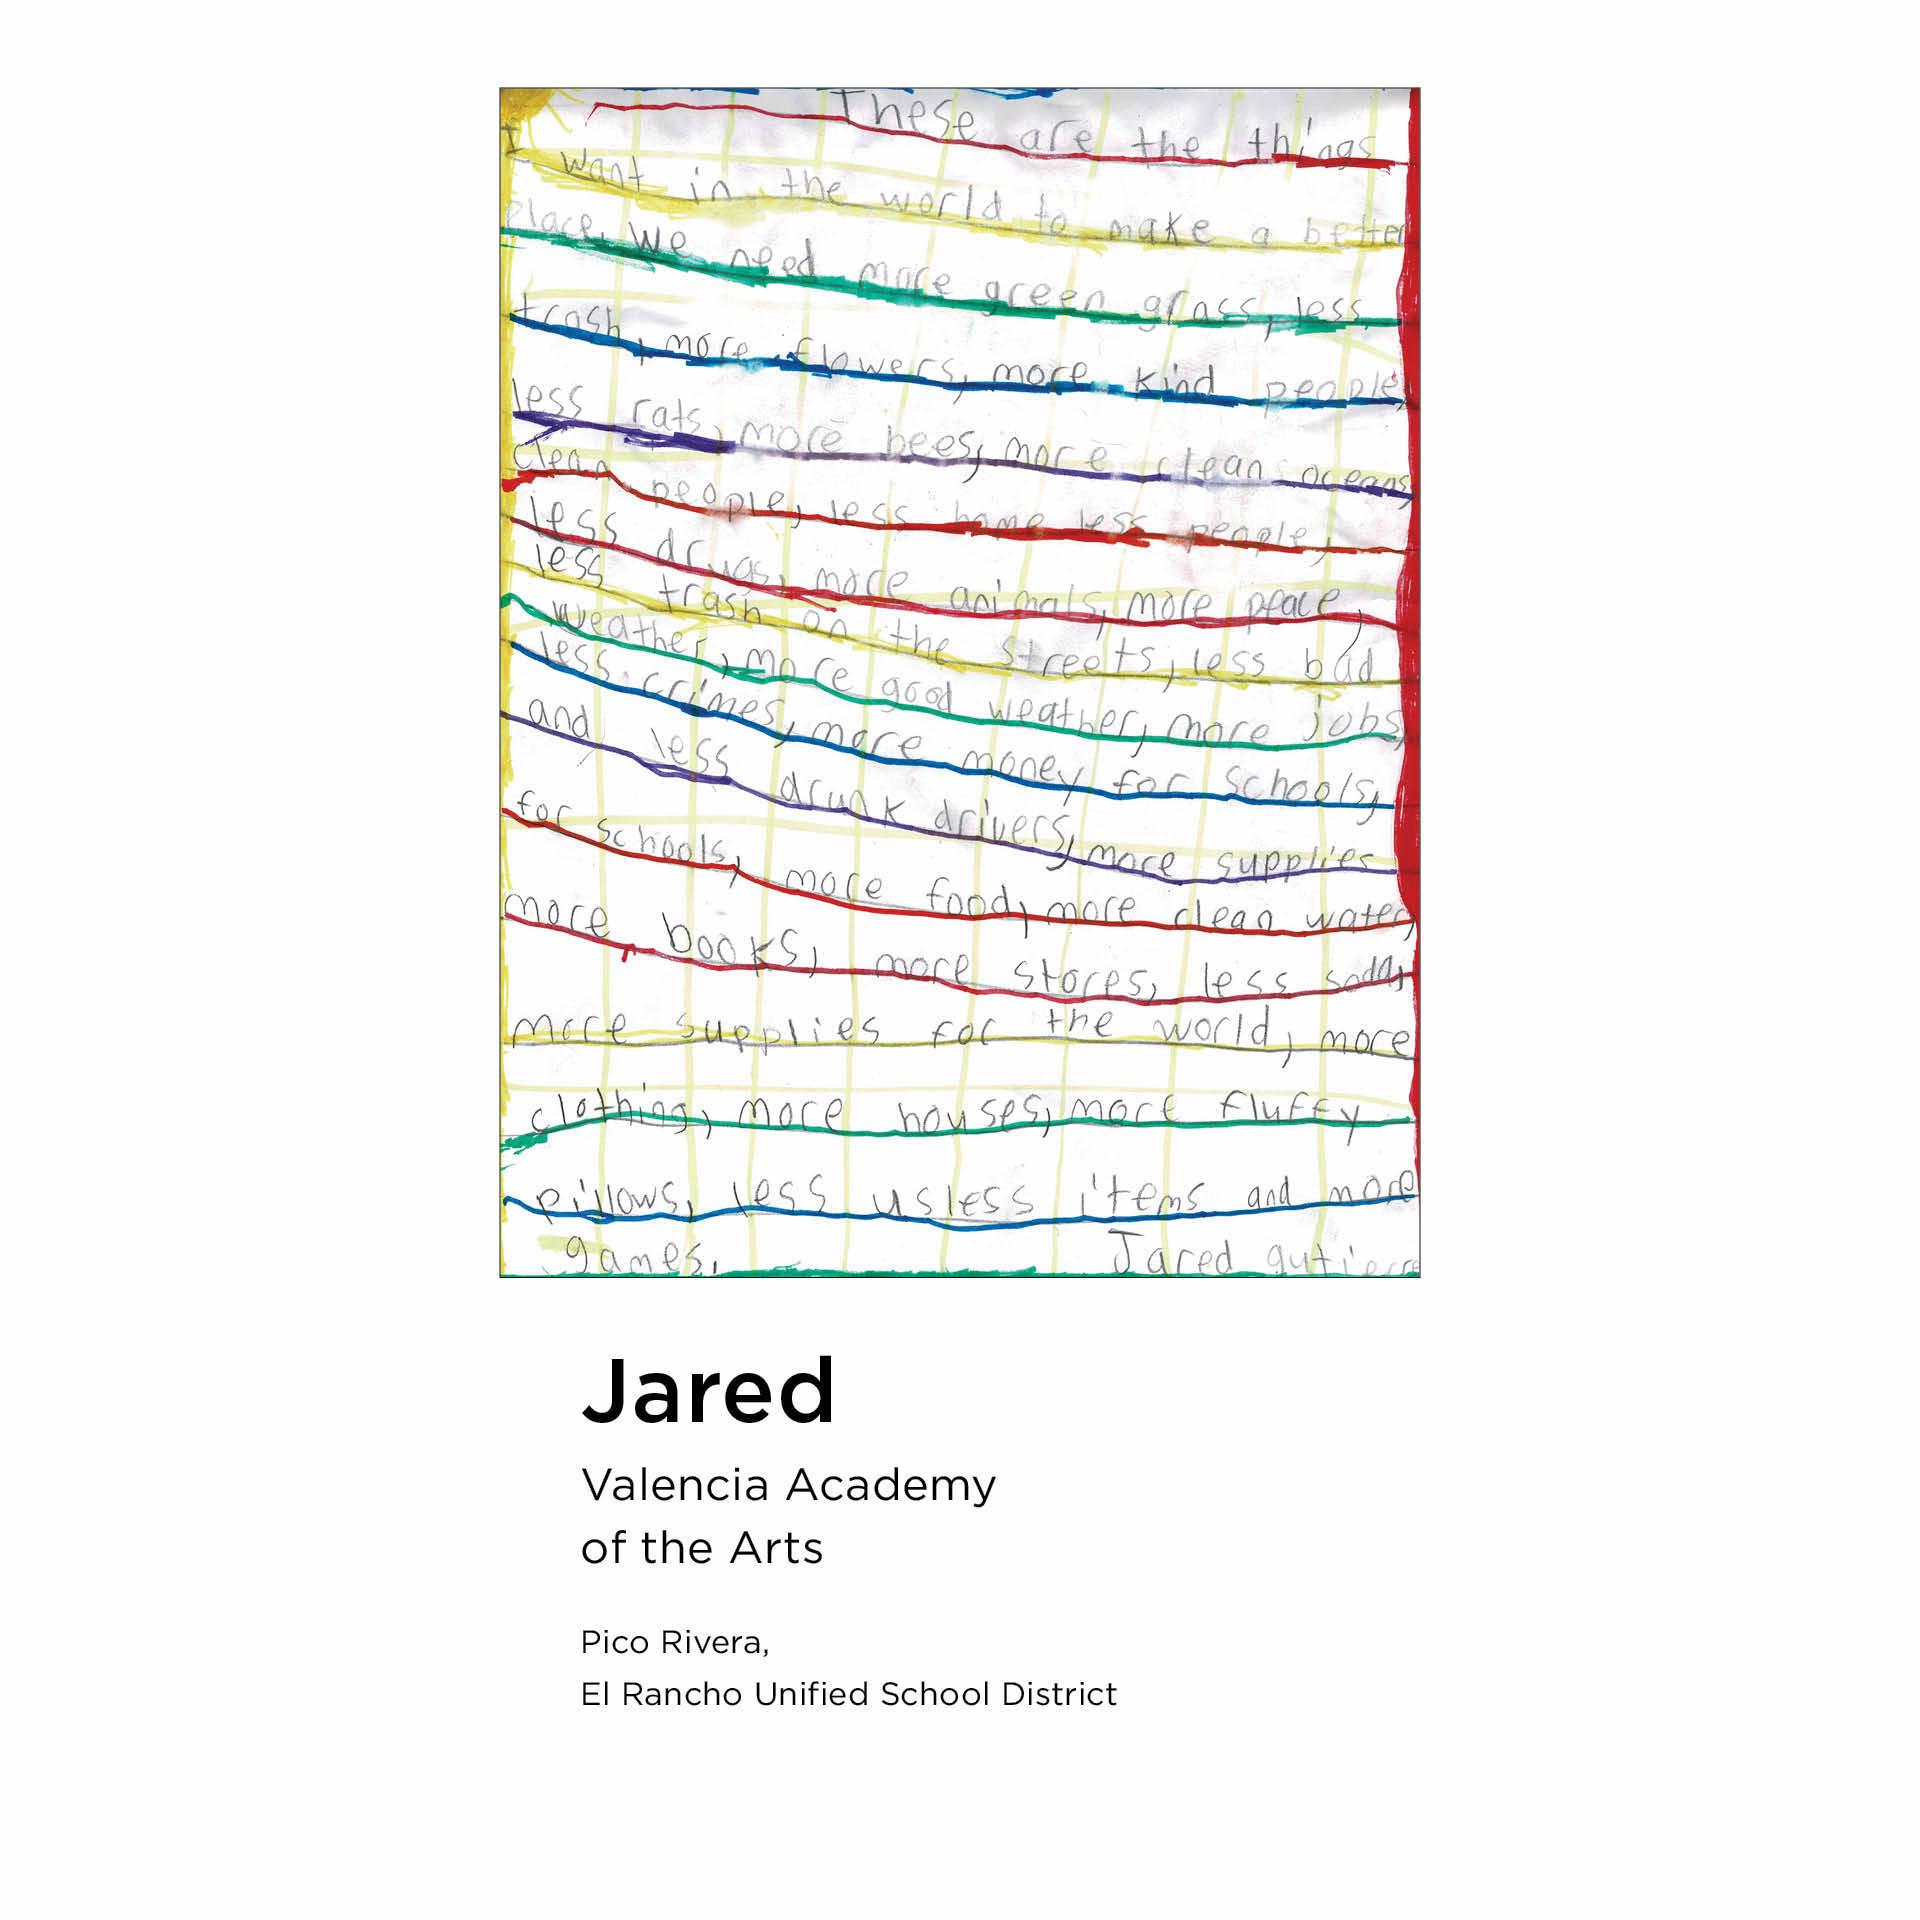 These are the things
I want in the world to make a better
place, we need more green grass, less
trash, more flowers, more kind people,
less rats, more bees, more clean oceans,
clean people, less home less people,
less drugs, more animals, more peace,
less trash on the streets, less bad
weather, more good weather, more jobs,
less crimes, more money for schools,
and less drunk drivers, more supplies
for schools, more food, more clean water,
more books, more stores, less soda,
more supplies for the world, more
clothing, more houses, more fluffy
pillows, less usless items and more
games. Jared
Jared
Valencia Academy
of the Arts
Pico Rivera,
El Rancho Unified School District